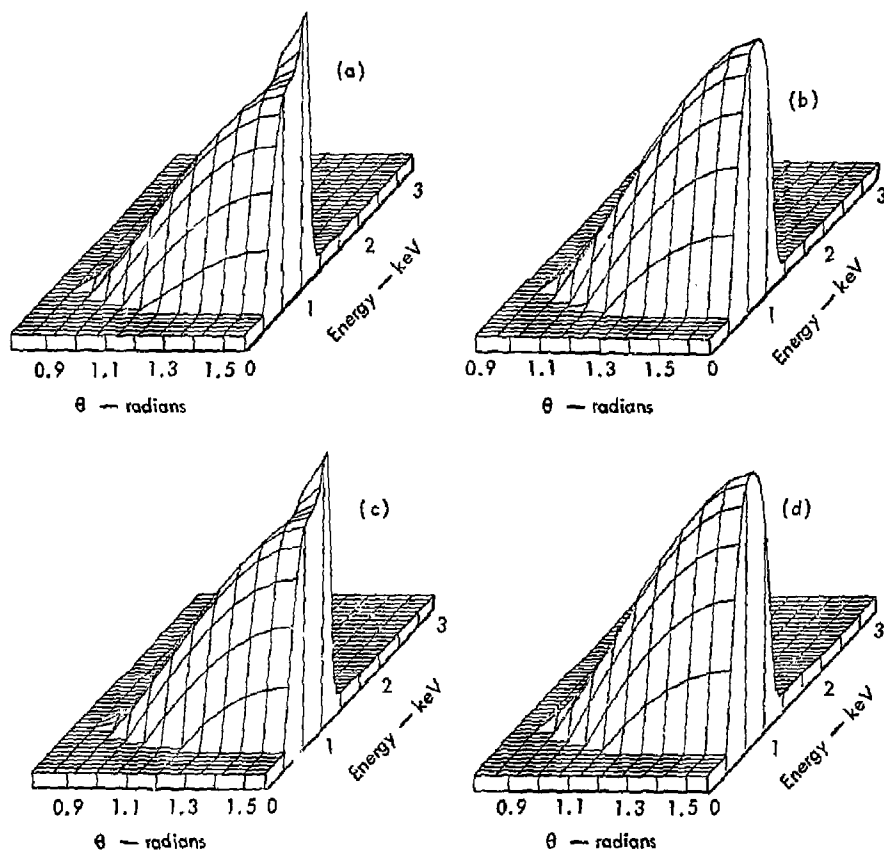 (a)
3
2
1
Energy — keV
0.9 1.1 1.3 1.5 0
θ — radians
(b)
3
2
1
Energy — keV
0.9 1.1 1.3 1.5 0
θ — radians
(c)
3
2
1
Energy — keV
0.9 1.1 1.3 1.5 0
θ — radians
(d)
3
2
1
Energy — keV
0.9 1.1 1.3 1.5 0
θ — radians